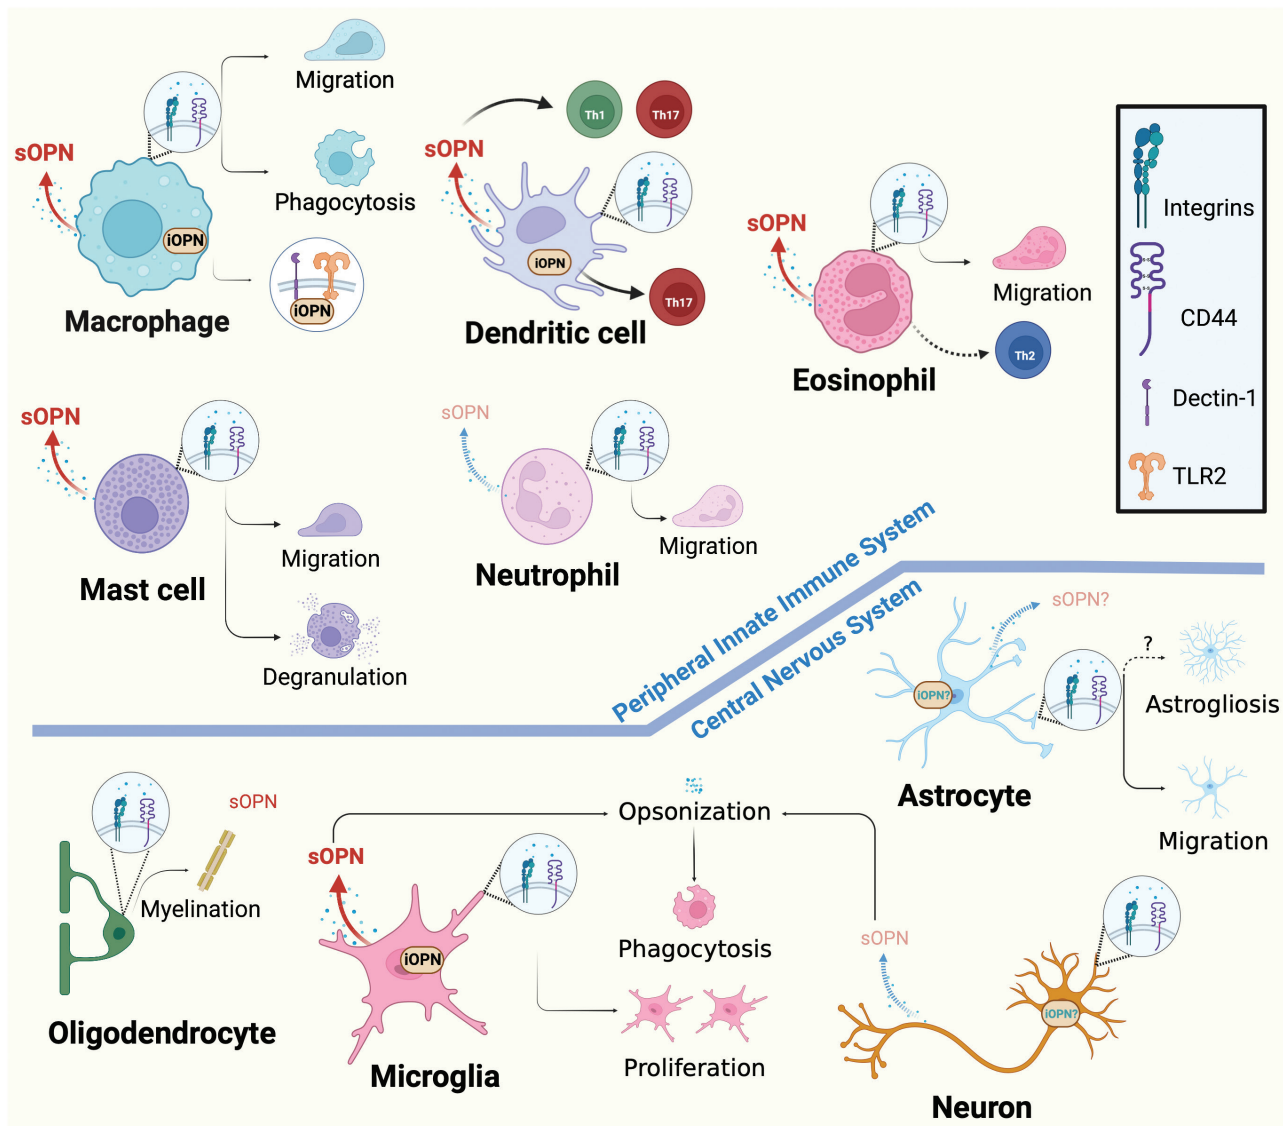 Migration
sOPN
Phagocytosis
iOPN
iOPN
Macrophage
Th1
Th17
sOPN
iOPN
Th17
Dendritic cell
sOPN
Migration
Th2
Eosinophil
Integrins
CD44
Dectin-1
TLR2
sOPN
Migration
Mast cell
Degranulation
sOPN
Migration
Neutrophil
Peripheral Innate Immune System
Central Nervous System
sOPN?
iOPN?
?
Astrogliosis
Astrocyte
Migration
sOPN
Myelination
Oligodendrocyte
Opsonization
sOPN
iOPN
Phagocytosis
Microglia
Proliferation
sOPN
iOPN?
Neuron